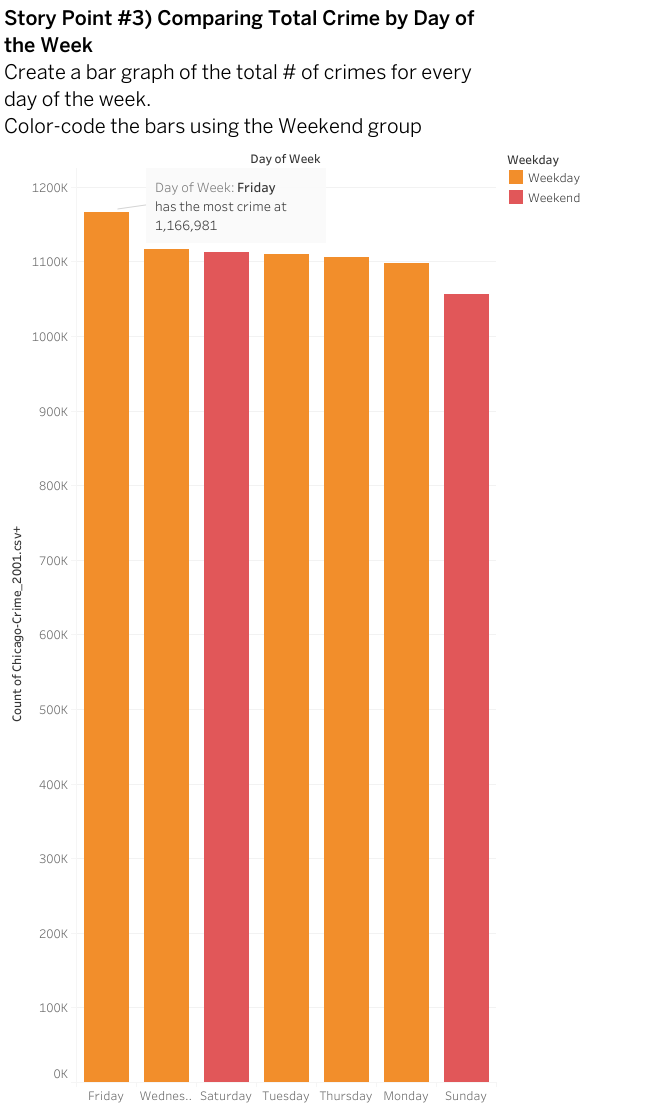 Story Point #3) Comparing Total Crime by Day of
the Week
Create a bar graph of the total # of crimes for every
day of the week.
Color-code the bars using the Weekend group
Day of Week
Weekday
Weekday
Weekend
Day of Week: Friday
has the most crime at
1,166,981
1200K
1100K
1000K
900K
800K
700K
600K
500K
400K
300K
200K
100K
0K
Count of Chicago-Crime_2001.csv+
Friday Wednes.. Saturday Tuesday Thursday Monday Sunday